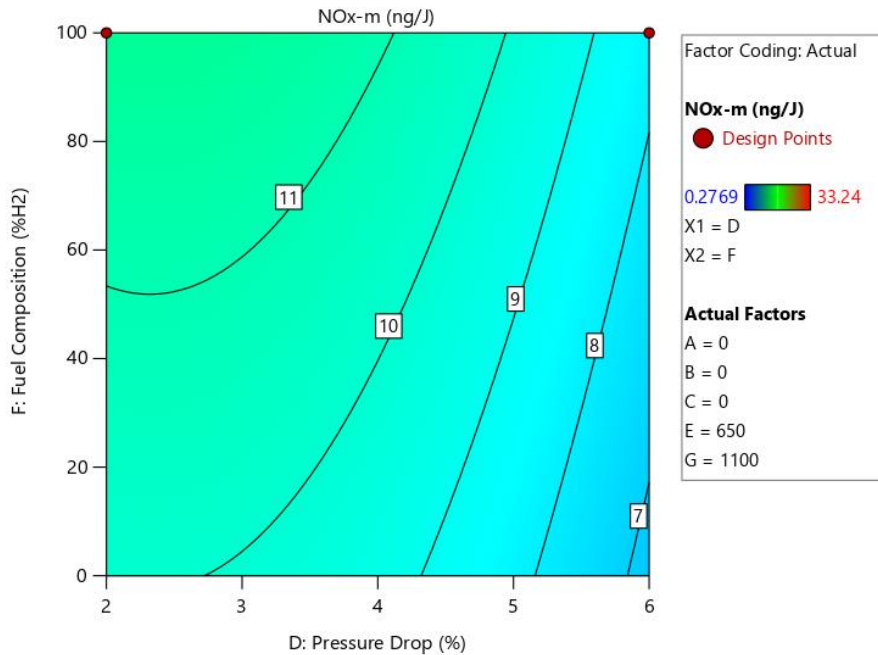 NOx-m (ng/J)
100
80
60
40
20
0
F: Fuel Composition (%H2)
11
10
9
8
7
2 3 4 5 6
D: Pressure Drop (%)
Factor Coding: Actual
NOx-m (ng/J)
Design Points
0.2769 33.24
X1 = D
X2 = F
Actual Factors
A = 0
B = 0
C = 0
E = 650
G = 1100